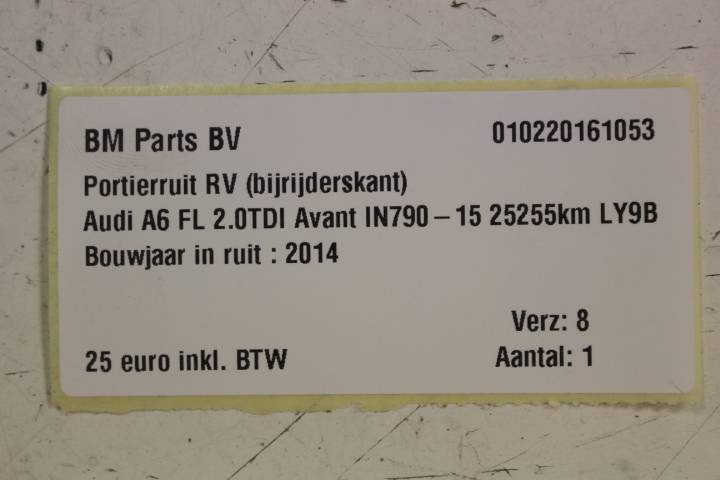 BM Parts BV 010220161053
Portierruit RV (bijrijderskant)
Audi A6 FL 2.0TDI Avant IN790 – 15 25255km LY9B
Bouwjaar in ruit : 2014
Verz: 8
25 euro inkl. BTW Aantal: 1